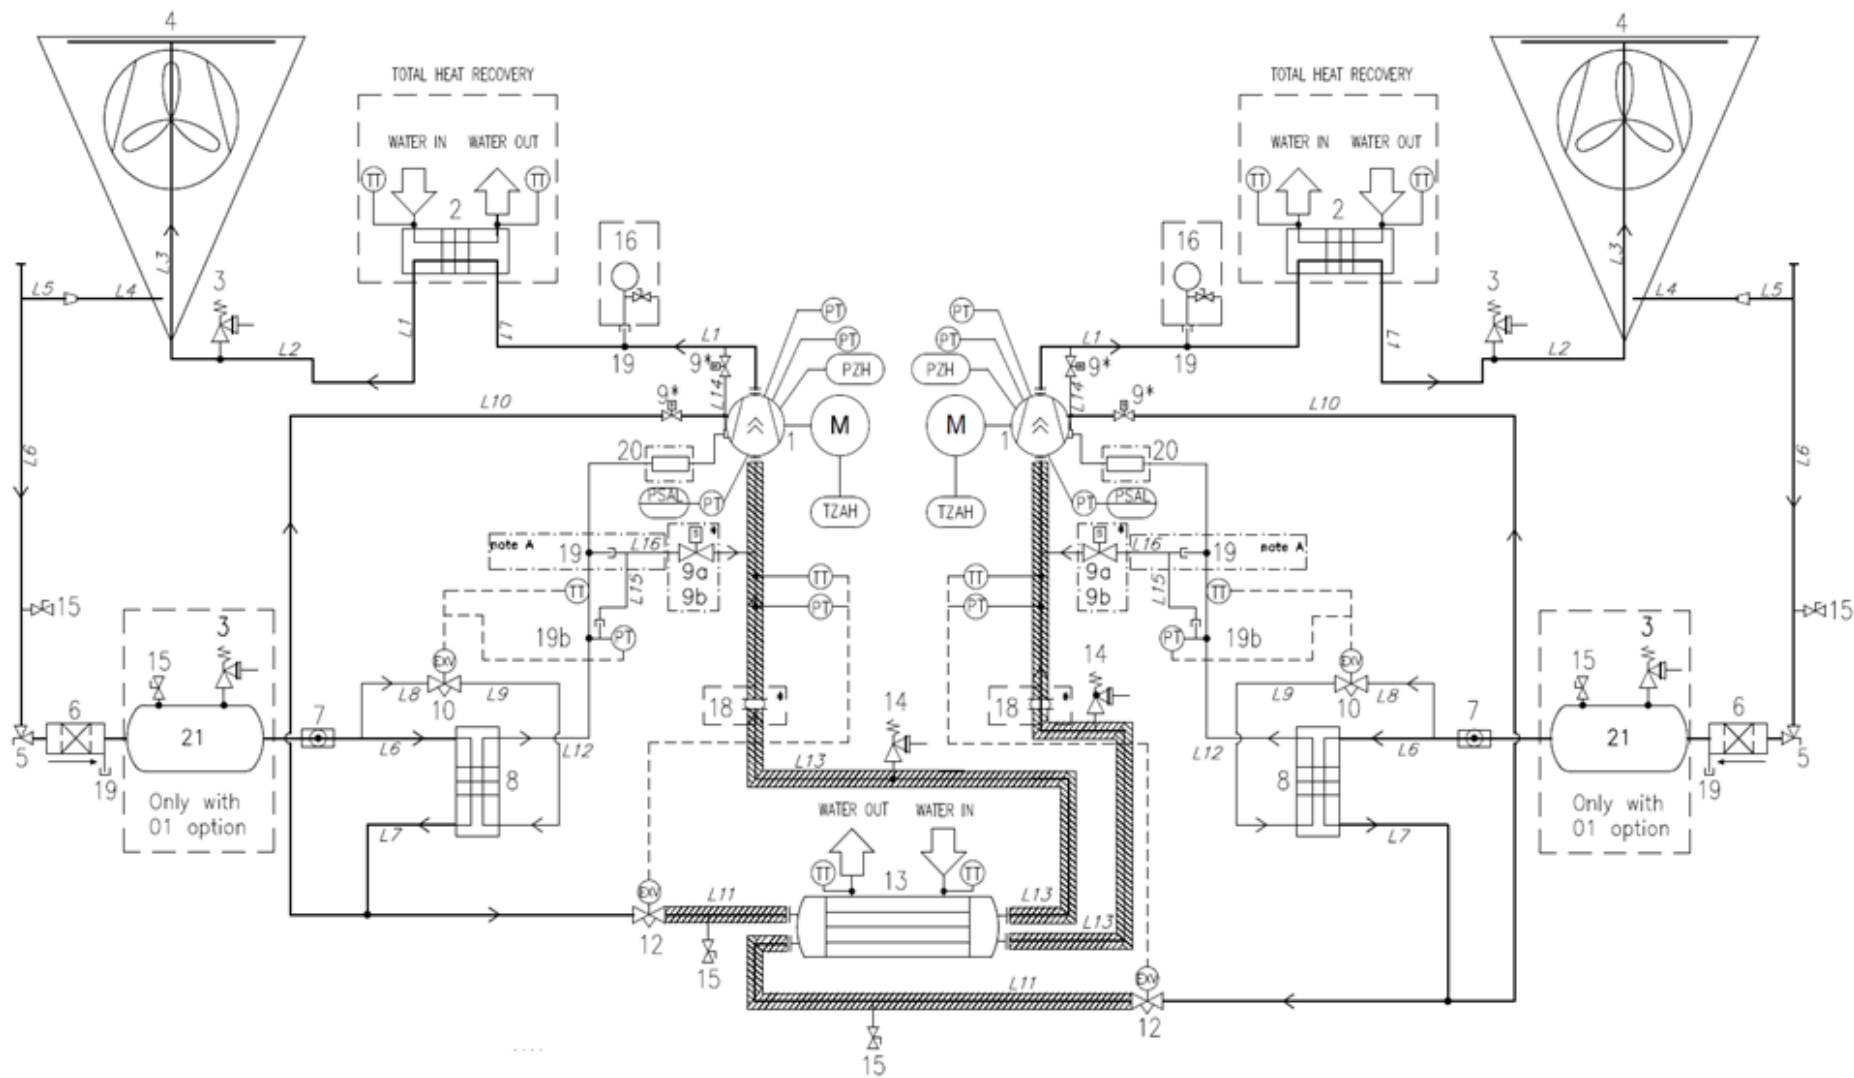 4
4
TOTAL HEAT RECOVERY
TOTAL HEAT RECOVERY
WATER IN
WATER OUT
WATER IN
WATER OUT
TT
TT
TT
TT
2
2
16
16
L3
L3
3
3
L5
L4
L4
L5
L1
L7
L1
PT
PT
L1
L7
L2
L2
19
19
9*
9*
PT
PT
PZH
PZH
L14
L14
9*
9*
L10
L10
1
M
M
1
L6
L6
20
20
PSAL
PT
TZAH
TZAH
PT
PSAL
note A
19
L16
S
*
9a
9b
S
*
9a
9b
L16
19
note A
L15
L15
TT
TT
TT
TT
PT
PT
15
15
19b
PT
PT
19b
3
3
15
15
EXV
EXV
14
14
L8
L9
L9
L8
10
10
18
*
18
*
6
7
7
6
21
21
5
5
L6
L12
L12
L6
19
19
8
8
L13
Only with
01 option
Only with
01 option
WATER OUT
WATER IN
L7
L7
TT
TT
13
EXV
L11
L13
L13
12
15
EXV
L11
12
15